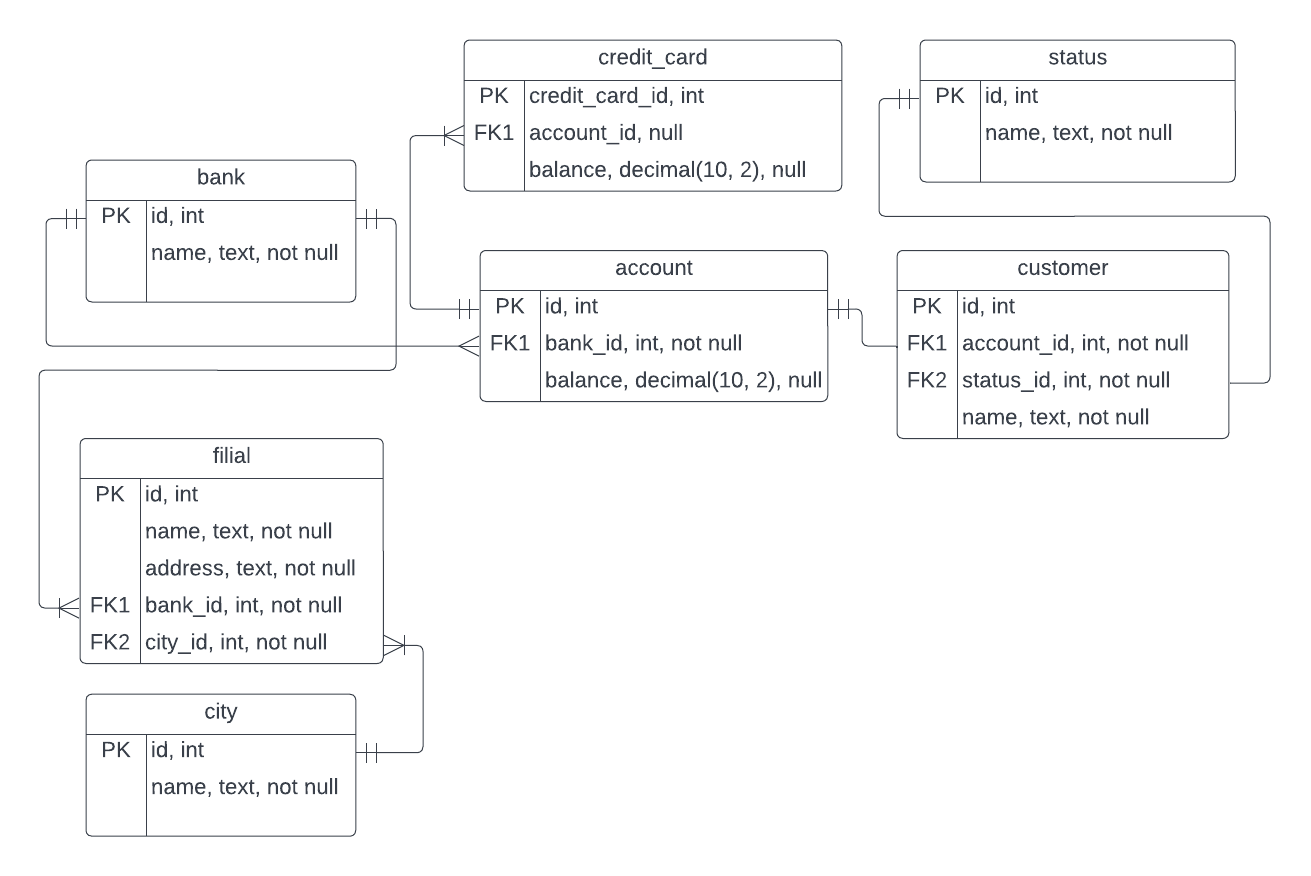 credit_card
PK credit_card_id, int
FK1 account_id, null
balance, decimal(10, 2), null
status
PK id, int
name, text, not null
bank
PK id, int
name, text, not null
account
PK id, int
FK1 bank_id, int, not null
balance, decimal(10, 2), null
customer
PK id, int
FK1 account_id, int, not null
FK2 status_id, int, not null
name, text, not null
filial
PK id, int
name, text, not null
address, text, not null
FK1 bank_id, int, not null
FK2 city_id, int, not null
city
PK id, int
name, text, not null